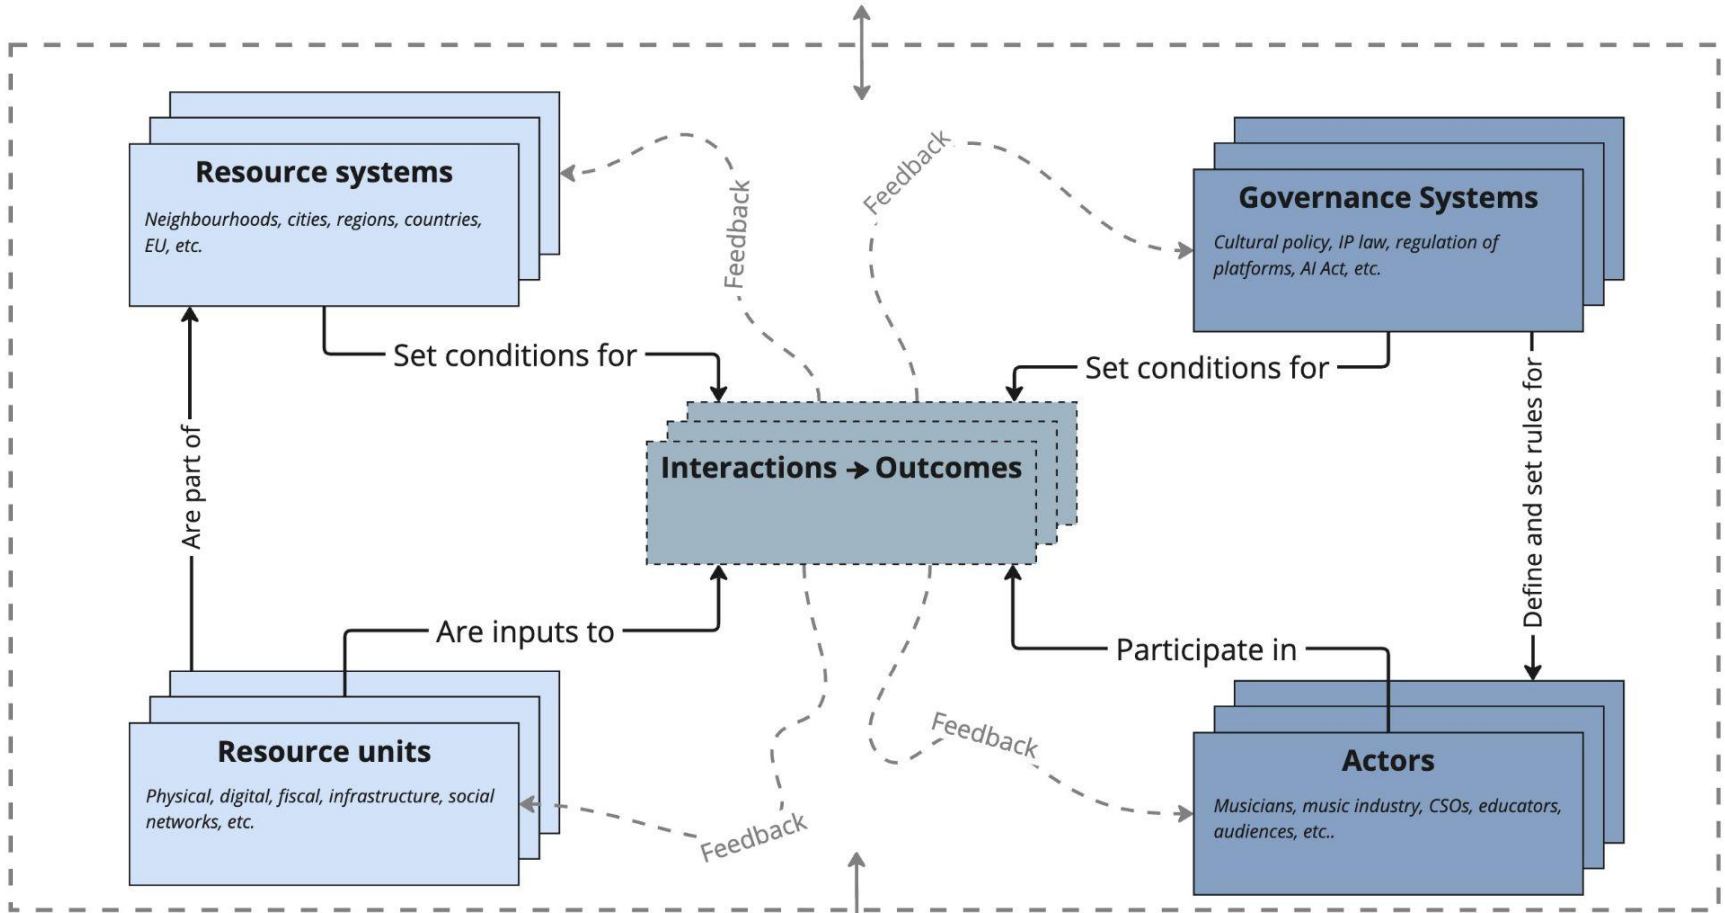 Resource systems
Neighbourhoods, cities, regions, countries,
EU, etc.
Feedback
Feedback
Governance Systems
Cultural policy, IP law, regulation of
platforms, AI Act, etc.
Set conditions for
Set conditions for
Are part of
Define and set rules for
Interactions → Outcomes
Are inputs to
Participate in
Resource units
Physical, digital, fiscal, infrastructure, social
networks, etc.
Feedback
Feedback
Actors
Musicians, music industry, CSOs, educators,
audiences, etc..